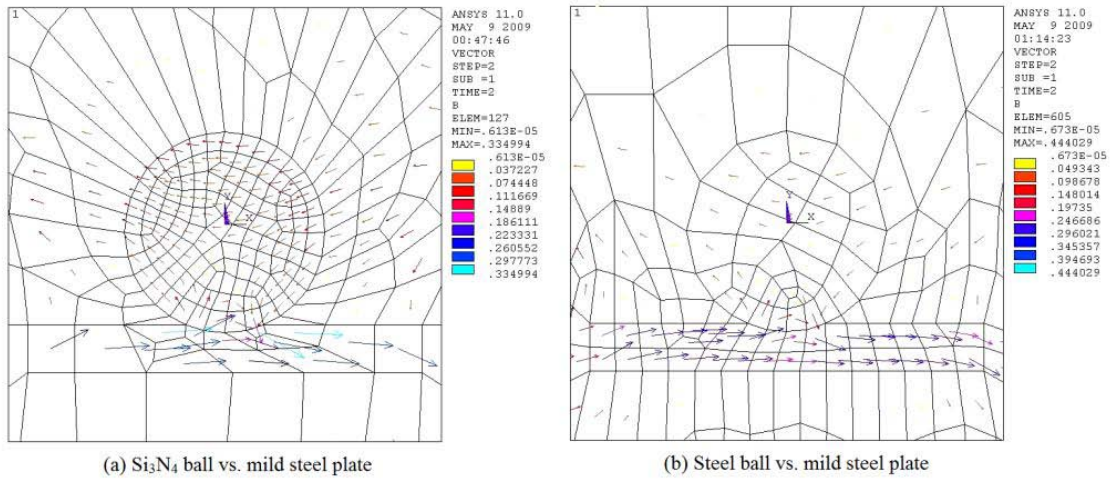 1
ANSYS 11.0
MAY 9 2009
00:47:46
VECTOR
STEP=2
SUB =1
TIME=2
B
ELEM=127
MIN=.613E-05
MAX=.334994
.613E-05
.037227
.074448
.111669
.14889
.186111
.223331
.260552
.297773
.334994
Y
X
(a) Si₃N₄ ball vs. mild steel plate
1
ANSYS 11.0
MAY 9 2009
01:14:23
VECTOR
STEP=2
SUB =1
TIME=2
B
ELEM=605
MIN=.673E-05
MAX=.444029
.673E-05
.049343
.098678
.148014
.19735
.246686
.296021
.345357
.394693
.444029
Y
X
(b) Steel ball vs. mild steel plate